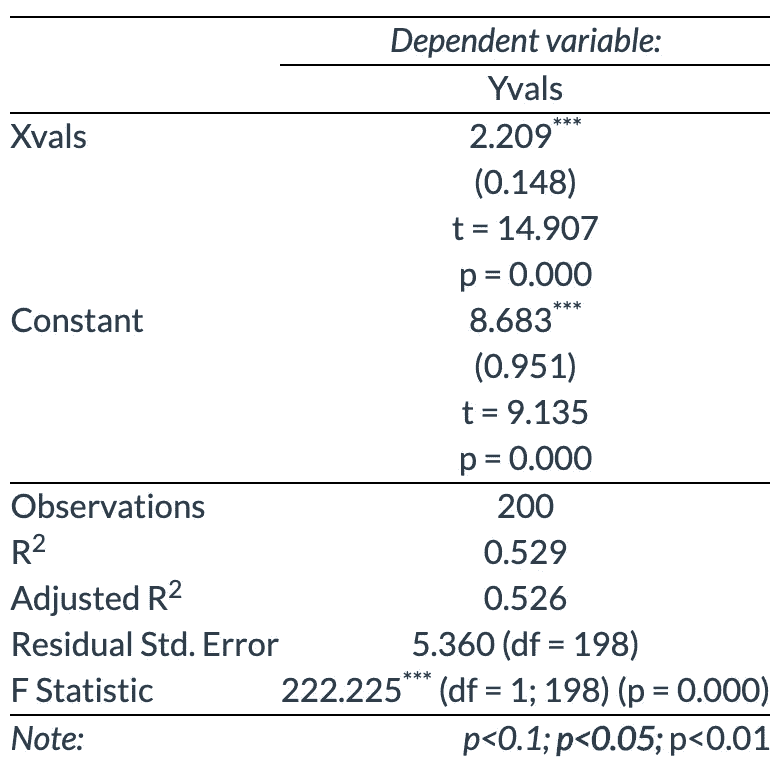 Dependent variable:
Yvals
Xvals 2.209***
(0.148)
t = 14.907
p = 0.000
Constant 8.683***
(0.951)
t = 9.135
p = 0.000
Observations 200
R² 0.529
Adjusted R² 0.526
Residual Std. Error 5.360 (df = 198)
F Statistic 222.225*** (df = 1; 198) (p = 0.000)
Note: p<0.1; p<0.05; p<0.01